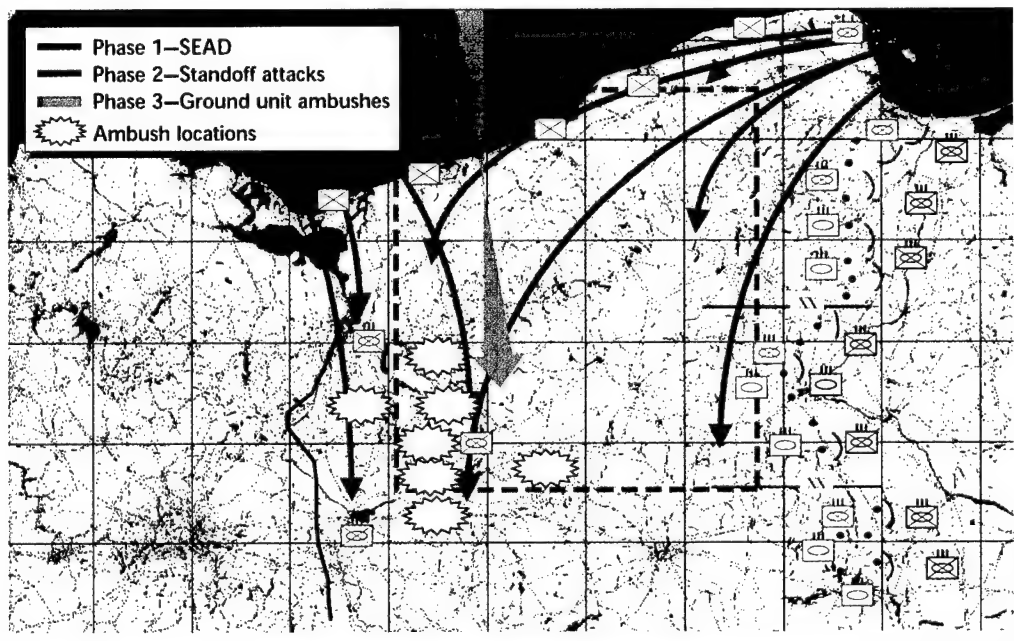 Phase 1—SEAD
Phase 2—Standoff attacks
Phase 3—Ground unit ambushes
Ambush locations